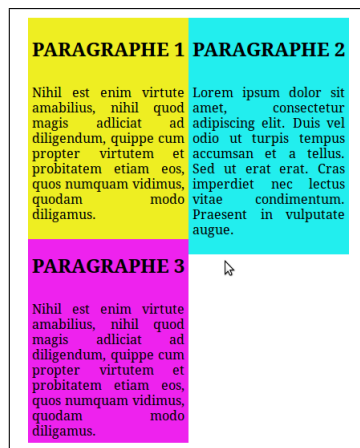 PARAGRAPHE 1
Nihil est enim virtute
amabilius, nihil quod
magis adliciat ad
diligendum, quippe cum
propter virtutem et
probitatem etiam eos,
quos numquam vidimus,
quodam modo
diligamus.
PARAGRAPHE 2
Lorem ipsum dolor sit
amet, consectetur
adipiscing elit. Duis vel
odio ut turpis tempus
accumsan et a tellus.
Sed ut erat erat. Cras
imperdiet nec lectus
vitae condimentum.
Praesent in vulputate
augue.
PARAGRAPHE 3
Nihil est enim virtute
amabilius, nihil quod
magis adliciat ad
diligendum, quippe cum
propter virtutem et
probitatem etiam eos,
quos numquam vidimus,
quodam modo
diligamus.